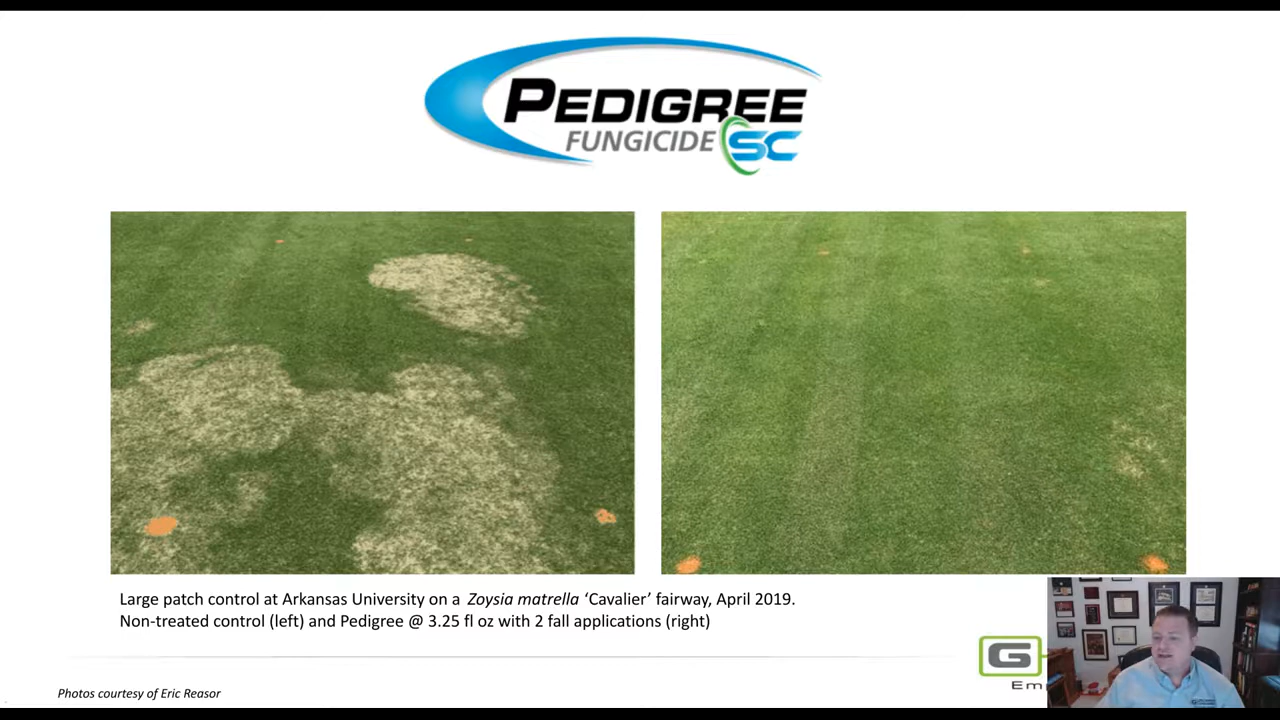 PEDIGREE
FUNGICIDE SC
Large patch control at Arkansas University on a Zoysia matrella ‘Cavalier’ fairway, April 2019.
Non-treated control (left) and Pedigree @ 3.25 fl oz with 2 fall applications (right)
G
Em
Photos courtesy of Eric Reasor